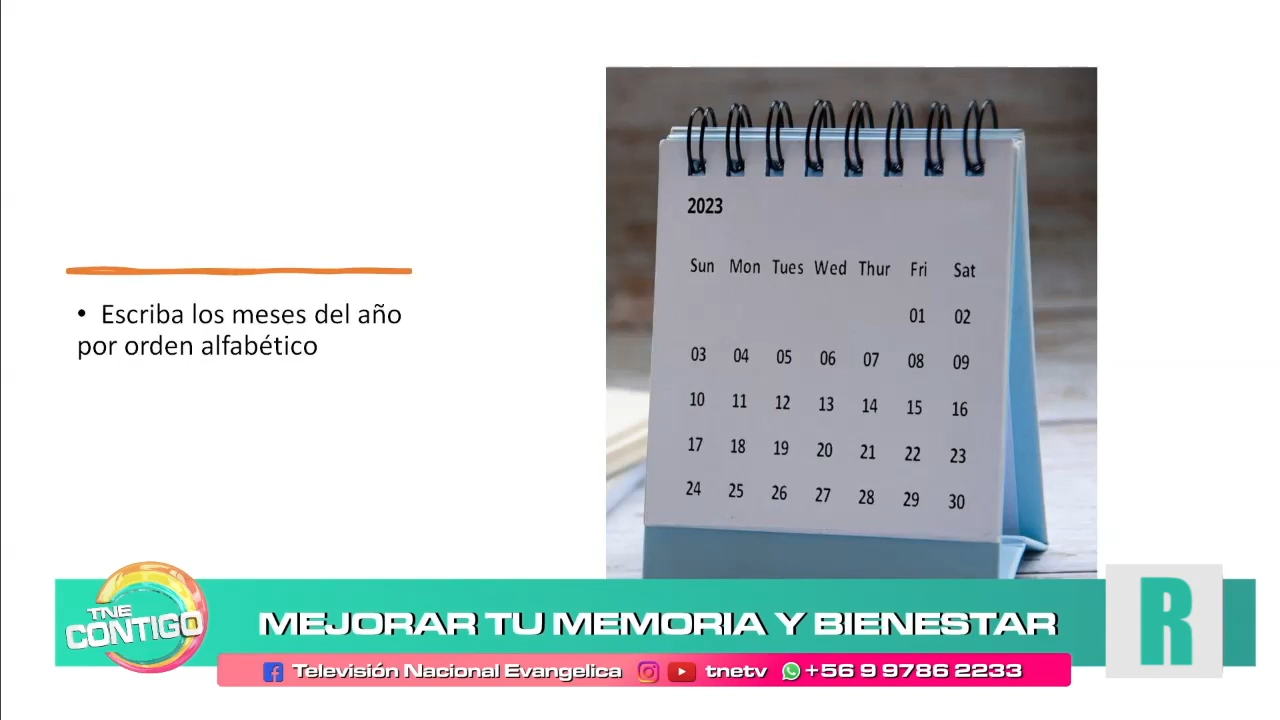 • Escriba los meses del año
por orden alfabético
2023
Sun Mon Tues Wed Thur Fri Sat
01 02
03 04 05 06 07 08 09
10 11 12 13 14 15 16
17 18 19 20 21 22 23
24 25 26 27 28 29 30
TNE
CONTIGO
MEJORAR TU MEMORIA Y BIENESTAR
R
Televisión Nacional Evangelica tnetv +56 9 9786 2233